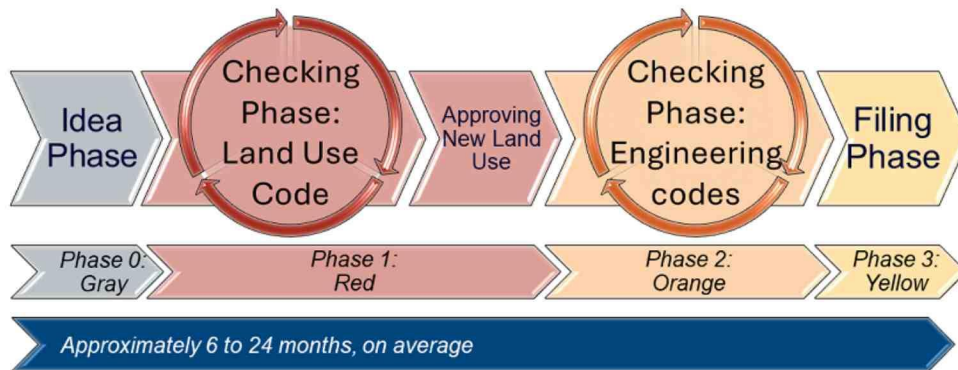 Idea
Phase
Checking
Phase:
Land Use
Code
Approving
New Land
Use
Checking
Phase:
Engineering
codes
Filing
Phase
Phase 0:
Gray
Phase 1:
Red
Phase 2:
Orange
Phase 3:
Yellow
Approximately 6 to 24 months, on average